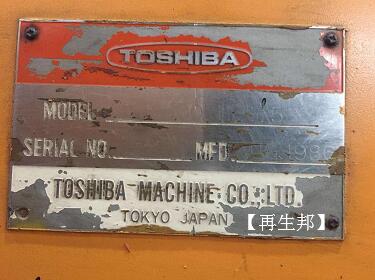 TOSHIBA
MODEL
SERIAL NO. MFD.
TOSHIBA MACHINE CO.,LTD.
TOKYO JAPAN
【再生邦】